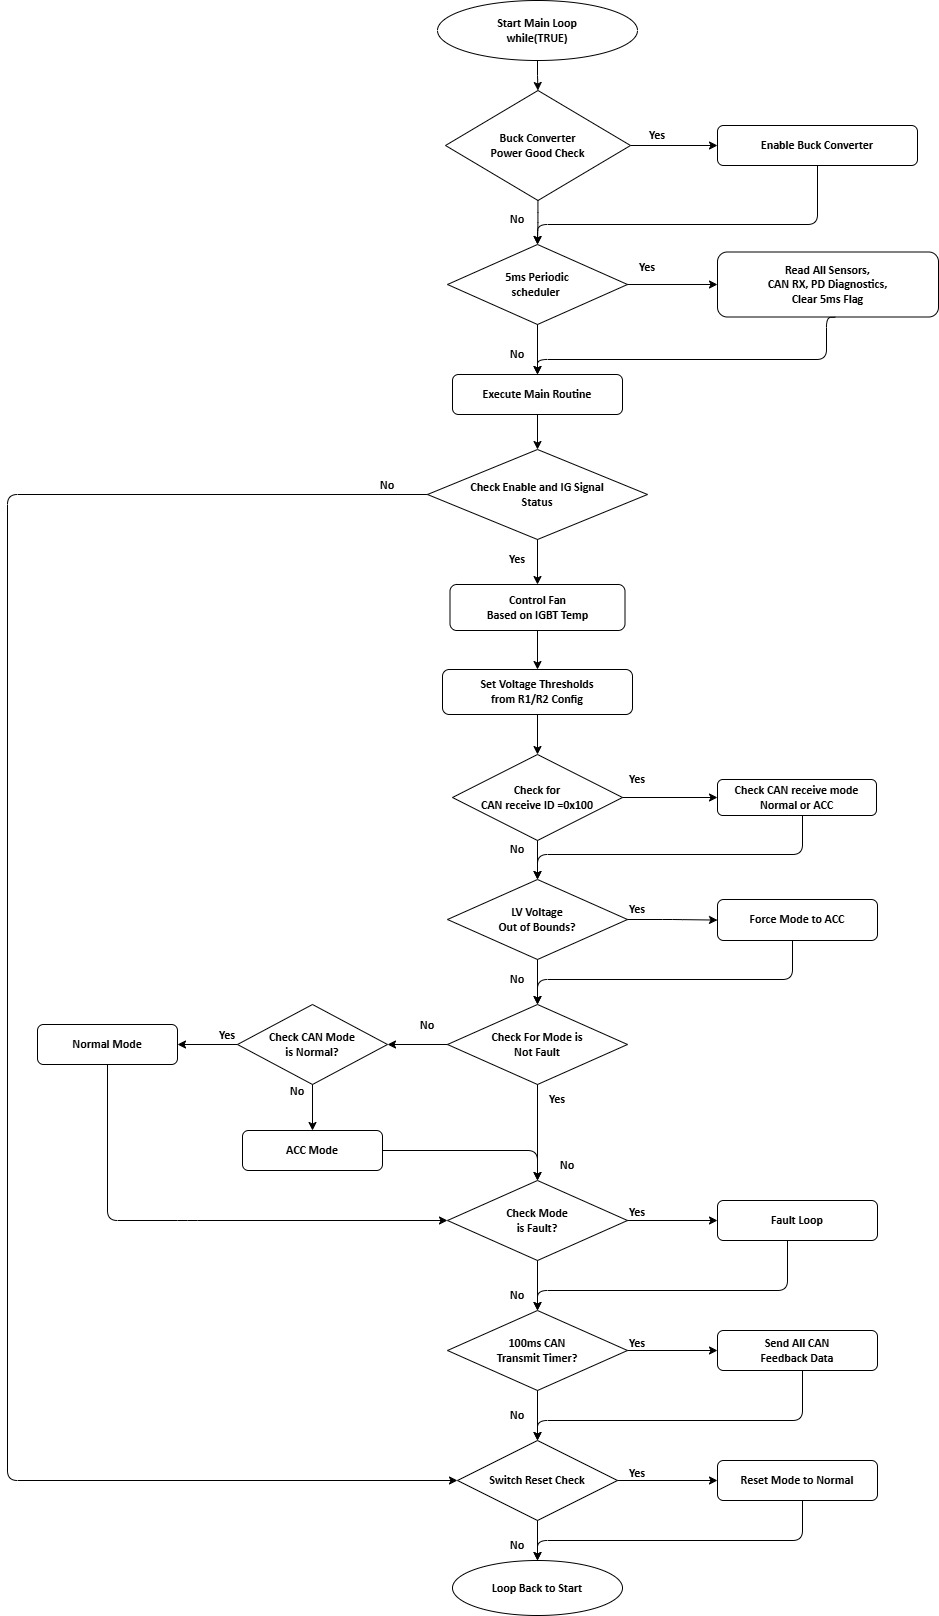 Start Main Loop
while(TRUE)
Buck Converter
Power Good Check
Yes
Enable Buck Converter
No
5ms Periodic
scheduler
Yes
Read All Sensors,
CAN RX, PD Diagnostics,
Clear 5ms Flag
No
Execute Main Routine
Check Enable and IG Signal
Status
No
Yes
Control Fan
Based on IGBT Temp
Set Voltage Thresholds
from R1/R2 Config
Check for
CAN receive ID =0x100
Yes
Check CAN receive mode
Normal or ACC
No
LV Voltage
Out of Bounds?
Yes
Force Mode to ACC
No
Check For Mode is
Not Fault
No
Check CAN Mode
is Normal?
Yes
Normal Mode
No
ACC Mode
Yes
No
Check Mode
is Fault?
Yes
Fault Loop
No
100ms CAN
Transmit Timer?
Yes
Send All CAN
Feedback Data
No
Switch Reset Check
Yes
Reset Mode to Normal
No
Loop Back to Start